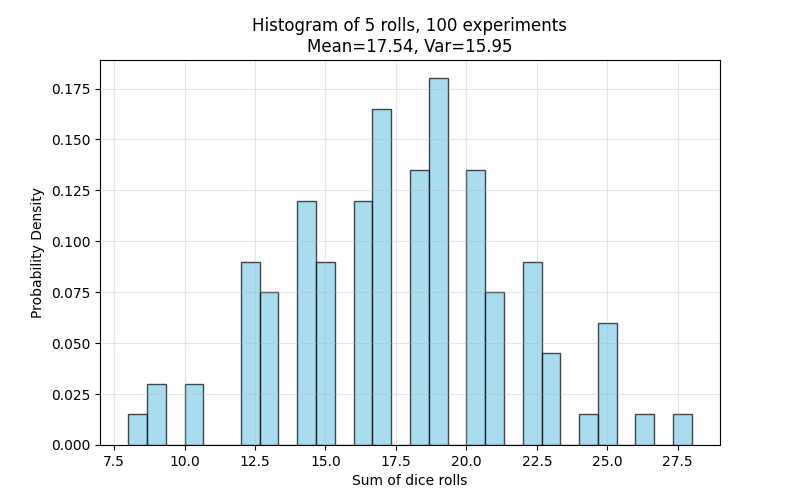 Histogram of 5 rolls, 100 experiments
Mean=17.54, Var=15.95
Probability Density
0.175
0.150
0.125
0.100
0.075
0.050
0.025
0.000
7.5 10.0 12.5 15.0 17.5 20.0 22.5 25.0 27.5
Sum of dice rolls